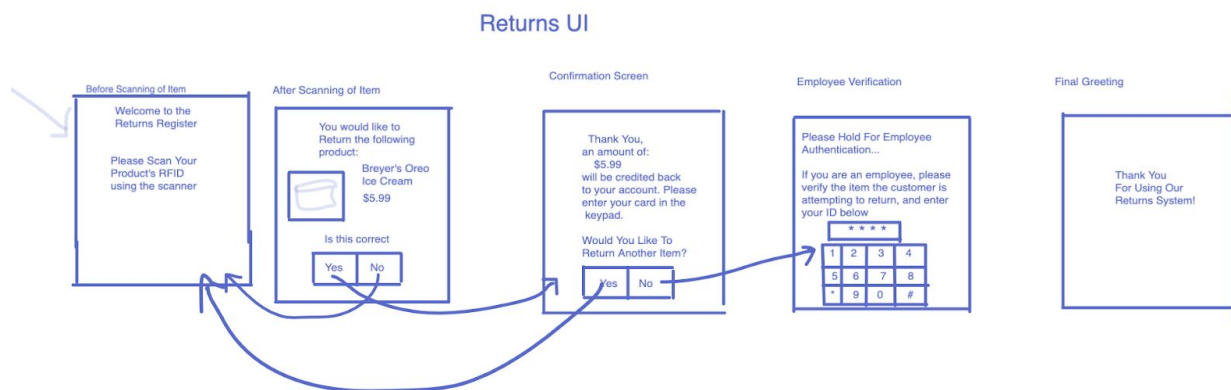 Returns UI
Before Scanning of Item
Welcome to the
Returns Register
Please Scan Your
Product's RFID
using the scanner
After Scanning of Item
You would like to
Return the following
product:
Breyer's Oreo
Ice Cream
$5.99
Is this correct
Yes No
Confirmation Screen
Thank You,
an amount of:
$5.99
will be credited back
to your account. Please
enter your card in the
keypad.
Would You Like To
Return Another Item?
Yes No
Employee Verification
Please Hold For Employee
Authentication...
If you are an employee, please
verify the item the customer is
attempting to return, and enter
your ID below
* * * *
1 2 3 4
5 6 7 8
* 9 0 #
Final Greeting
Thank You
For Using Our
Returns System!